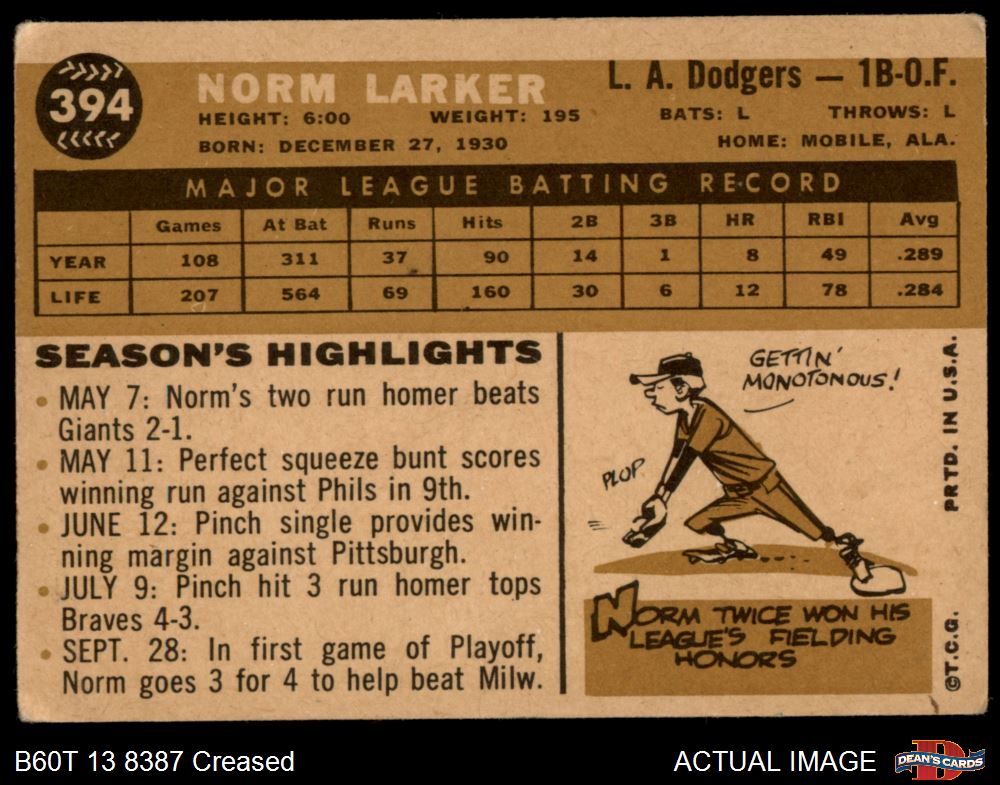 394
NORM LARKER
L. A. Dodgers — 1B-O.F.
HEIGHT: 6:00 WEIGHT: 195 BATS: L THROWS: L
BORN: DECEMBER 27, 1930 HOME: MOBILE, ALA.
MAJOR LEAGUE BATTING RECORD
Games At Bat Runs Hits 2B 3B HR RBI Avg
YEAR 108 311 37 90 14 1 8 49 .289
LIFE 207 564 69 160 30 6 12 78 .284
SEASON'S HIGHLIGHTS
• MAY 7: Norm's two run homer beats
Giants 2-1.
• MAY 11: Perfect squeeze bunt scores
winning run against Phils in 9th.
• JUNE 12: Pinch single provides win-
ning margin against Pittsburgh.
• JULY 9: Pinch hit 3 run homer tops
Braves 4-3.
• SEPT. 28: In first game of Playoff,
Norm goes 3 for 4 to help beat Milw.
GETTIN'
MONOTONOUS!
PLOP
NORM TWICE WON HIS
LEAGUE'S FIELDING
HONORS
©T.C.G. PRTD. IN U.S.A.
B60T 13 8387 Creased
ACTUAL IMAGE
D
DEAN'S CARDS